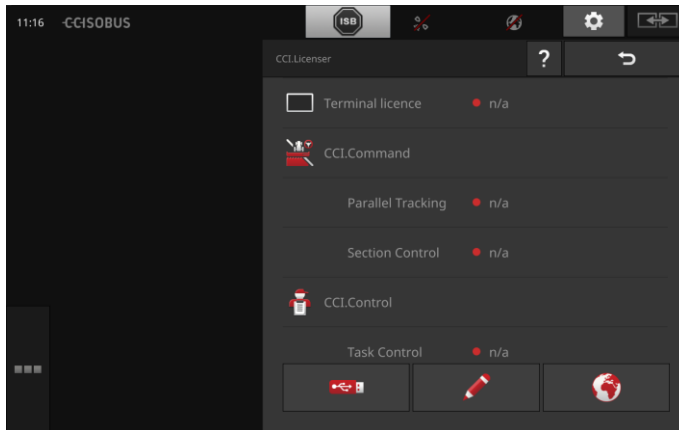 11:16 CCISOBUS
ISB
CCI.Licenser ?
Terminal licence n/a
CCI.Command
Parallel Tracking n/a
Section Control n/a
CCI.Control
Task Control n/a